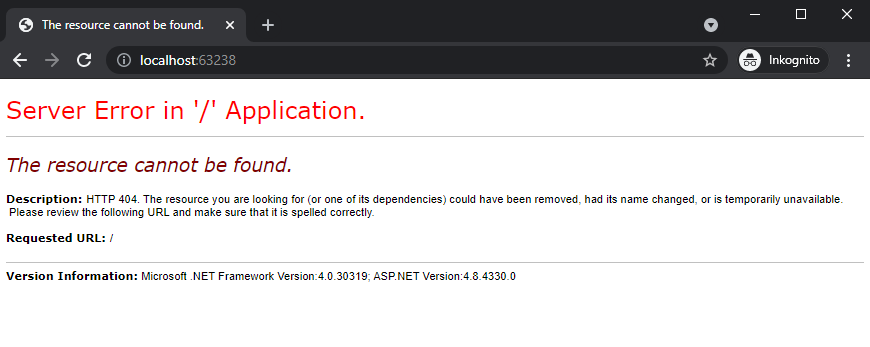 The resource cannot be found.
localhost:63238
Inkognito
Server Error in '/' Application.
The resource cannot be found.
Description: HTTP 404. The resource you are looking for (or one of its dependencies) could have been removed, had its name changed, or is temporarily unavailable.
Please review the following URL and make sure that it is spelled correctly.
Requested URL: /
Version Information: Microsoft .NET Framework Version:4.0.30319; ASP.NET Version:4.8.4330.0